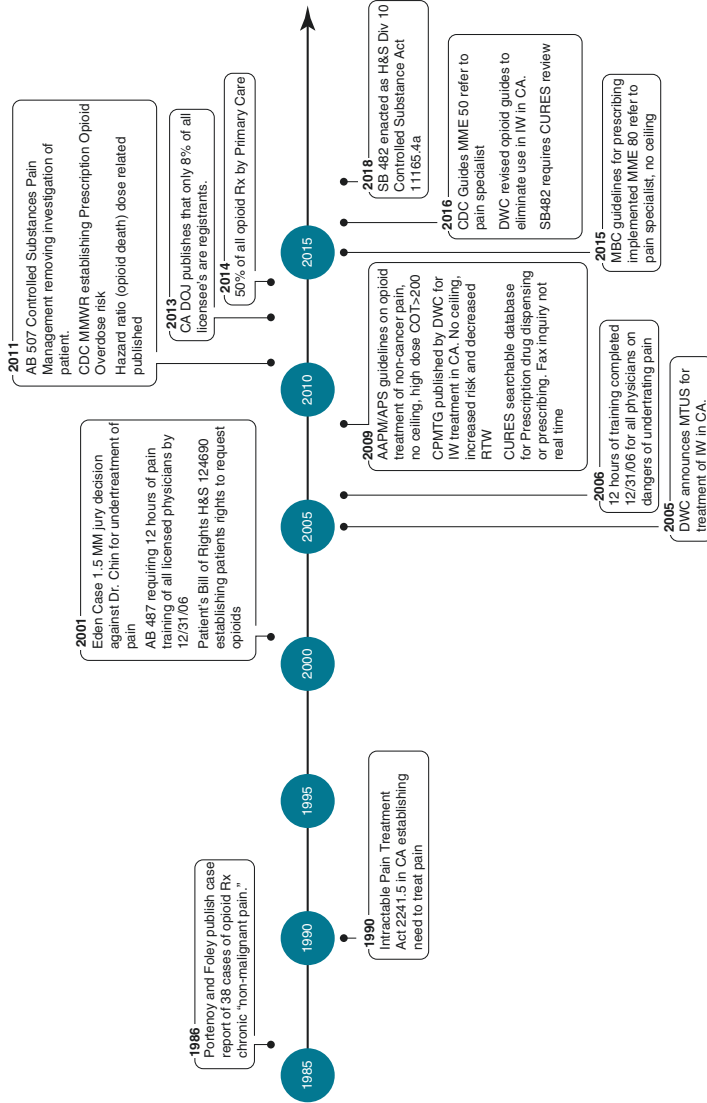 1986
Portenoy and Foley publish case
report of 38 cases of opioid Rx
chronic “non-malignant pain.”
2001
Eden Case 1.5 MM jury decision
against Dr. Chin for undertreatment of
pain
AB 487 requiring 12 hours of pain
training of all licensed physicians by
12/31/06
Patient's Bill of Rights H&S 124690
establishing patients rights to request
opioids
2011
AB 507 Controlled Substances Pain
Management removing investigation of
patient.
CDC MMWR establishing Prescription Opioid
Overdose risk
Hazard ratio (opioid death) dose related
published
2013
CA DOJ publishes that only 8% of all
licensee's are registrants.
2014
50% of all opioid Rx by Primary Care
1985
1990
1995
2000
2005
2010
2015
1990
Intractable Pain Treatment
Act 2241.5 in CA establishing
need to treat pain
2005
DWC announces MTUS for
treatment of IW in CA.
2006
12 hours of training completed
12/31/06 for all physicians on
dangers of undertrating pain
2009
AAPM/APS guidelines on opioid
treatment of non-cancer pain,
no ceiling, high dose COT>200
CPMTG published by DWC for
IW treatment in CA. No ceiling,
increased risk and decreased
RTW
CURES searchable database
for Prescription drug dispensing
or prescribing. Fax inquiry not
real time
2015
MBC guidelines for prescribing
implemented MME 80 refer to
pain specialist, no ceiling
2016
CDC Guides MME 50 refer to
pain specialist
DWC revised opioid guides to
eliminate use in IW in CA.
SB482 requires CURES review
2018
SB 482 enacted as H&S Div 10
Controlled Substance Act
11165.4a